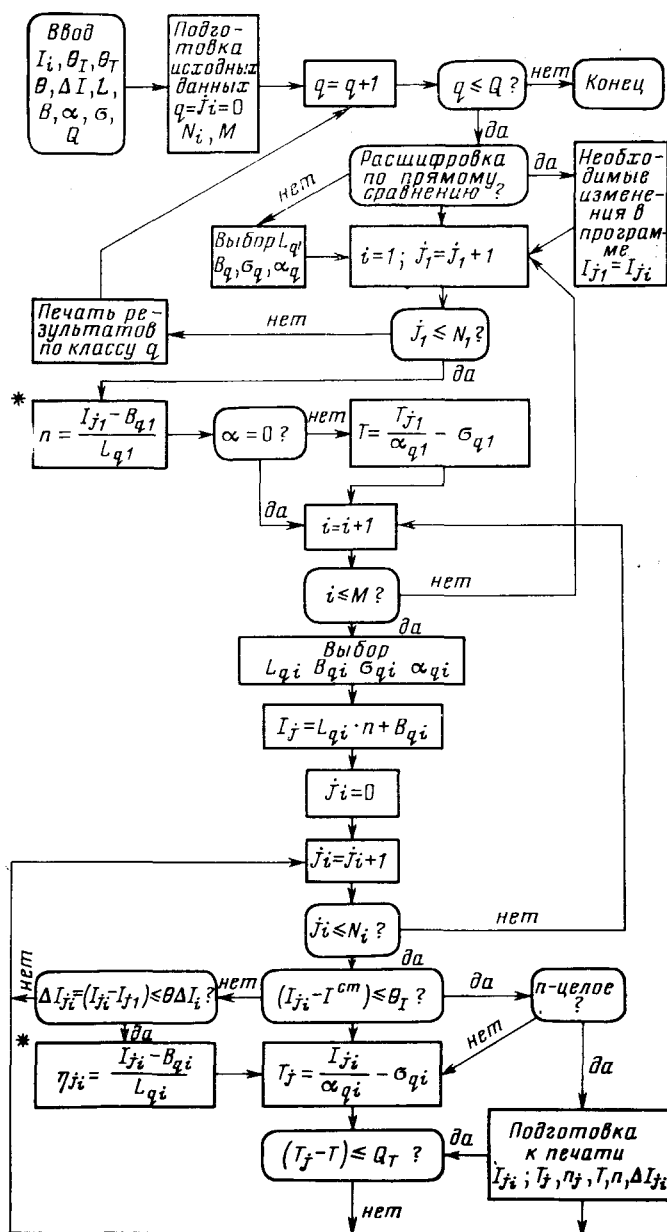 Ввод
I_i, θ_I, θ_T
θ, ΔI, L,
B, α, σ,
Q
Подго-
товка
исходных
данных
q=j_i=0
N_i, M
q=q+1
q≤Q?
нет
Конец
да
Расшифровка
по прямому
сравнению?
да
нет
Необхо-
димые
измене-
ния в
програм-
ме
I_j1=I_ji
Выбор L_q,
B_q, σ_q, α_q
i=1; j_1=j_1+1
Печать ре-
зультатов
по классу q
нет
j_1≤N_1?
да
*
n=(I_j1−B_q1)/L_q1
α=0?
нет
T=T_j1/α_q1−σ_q1
да
да
i=i+1
i≤M?
нет
да
Выбор
L_qi B_qi σ_qi α_qi
I_j=L_qi·n+B_qi
j_i=0
j_i=j_i+1
j_i≤N_i?
нет
да
нет
ΔI_ji=(I_ji−I_j1)≤θΔI_i?
нет
(I_ji−I^ст)≤θ_I?
да
n-целое
?
*
да
нет
да
η_ji=(I_ji−B_qi)/L_qi
T_j=I_ji/α_qi−σ_qi
(T_j−T)≤Q_T?
да
Подготовка
к печати
I_ji; T_j, n_j, T, n, ΔI_ji
нет